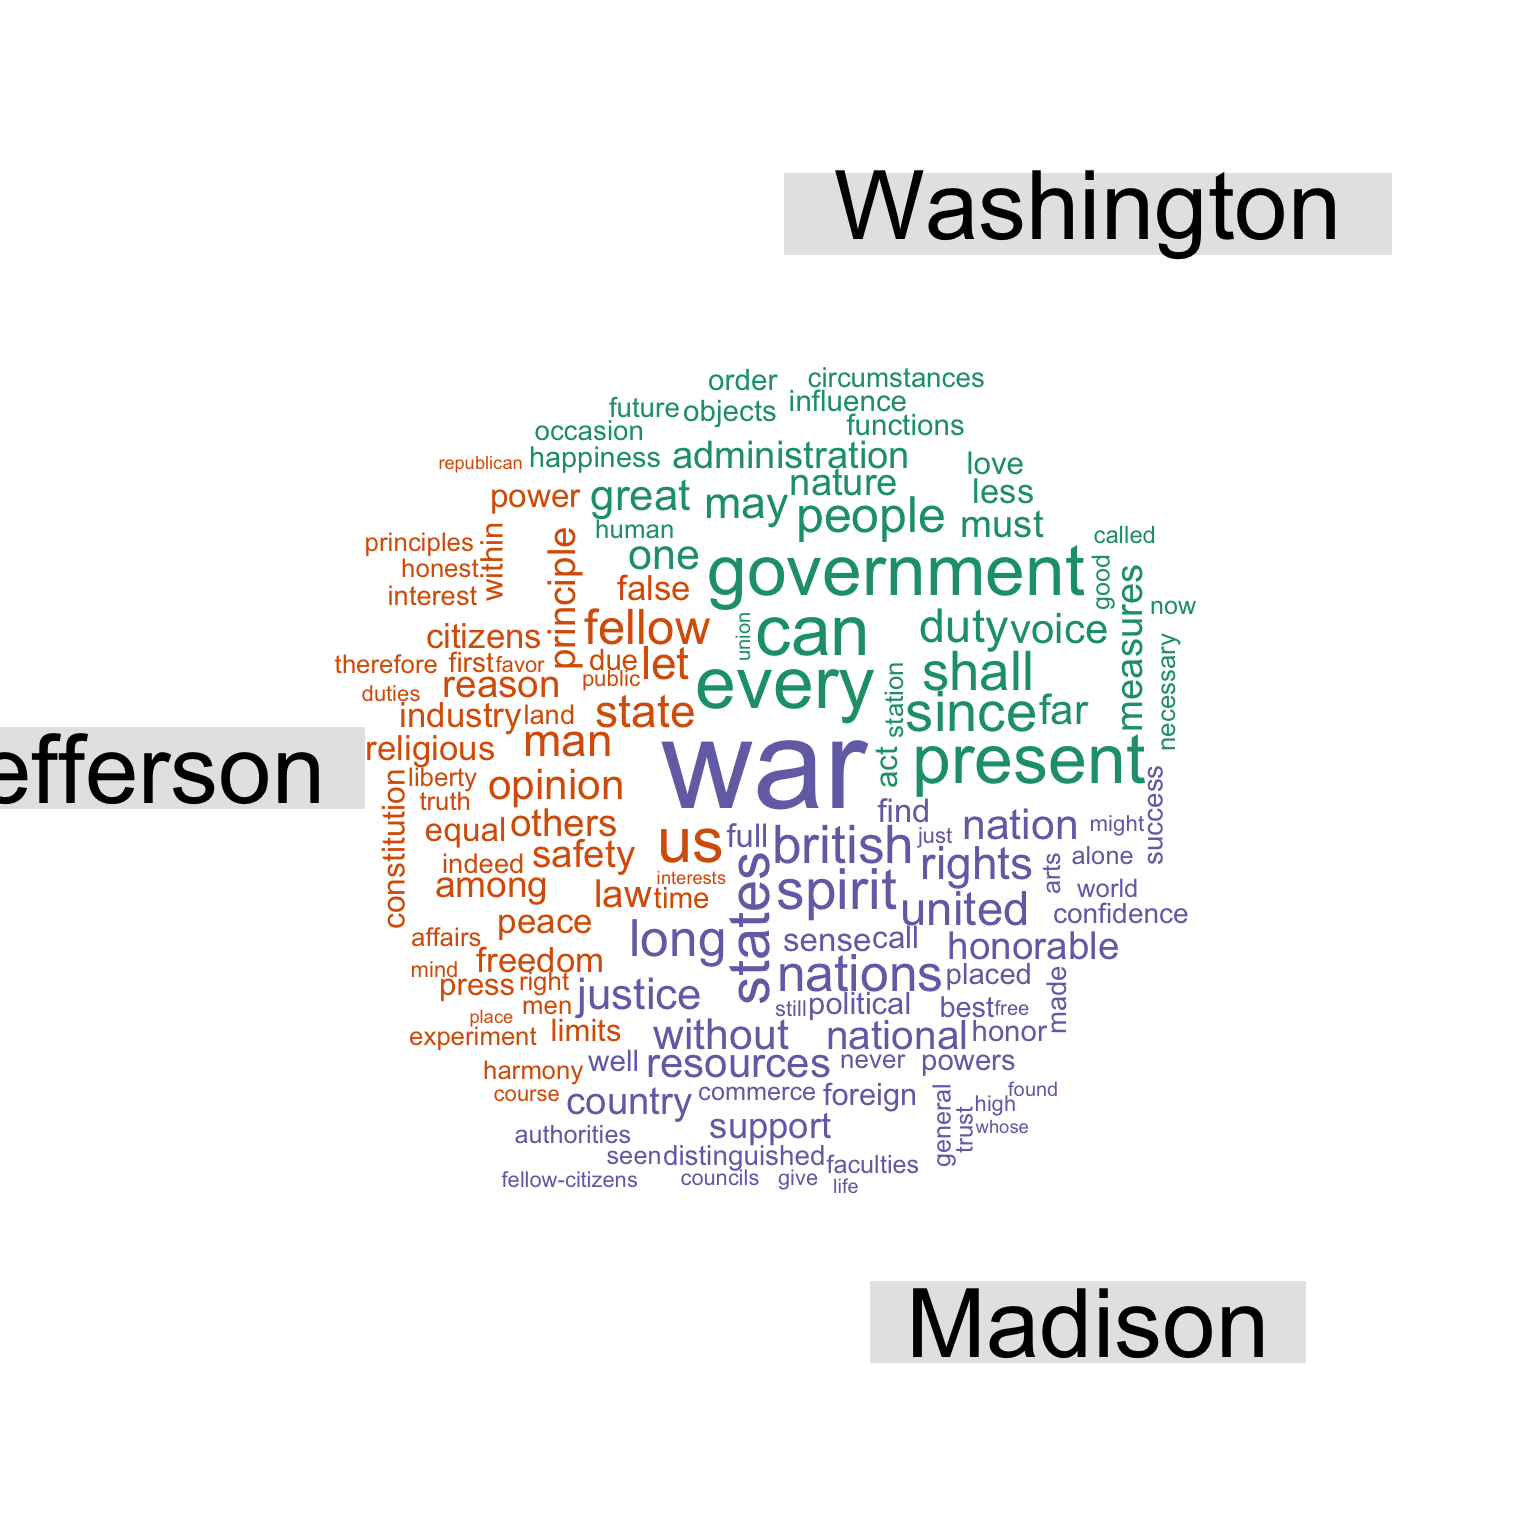 Washington
order circumstances
future objects influence
occasion functions
republican happiness administration love
power great may nature less
people must
principles within principle human called
honest one government good measures
interest false now
citizens fellow union can duty voice
therefore first favor due let shall necessary
duties reason public every station
industry land state since far
efferson religious man war act present
liberty opinion
truth find success
constitution equal others us full british just nation might
indeed safety states rights arts alone
among interests spirit world
law time united confidence
peace long
affairs sense call honorable
mind freedom nations placed made
press right justice
men still political best free
place
experiment limits without national honor
harmony well resources never powers
course country commerce foreign general high found
support trust whose
authorities
seen distinguished faculties
fellow-citizens councils give life
Madison